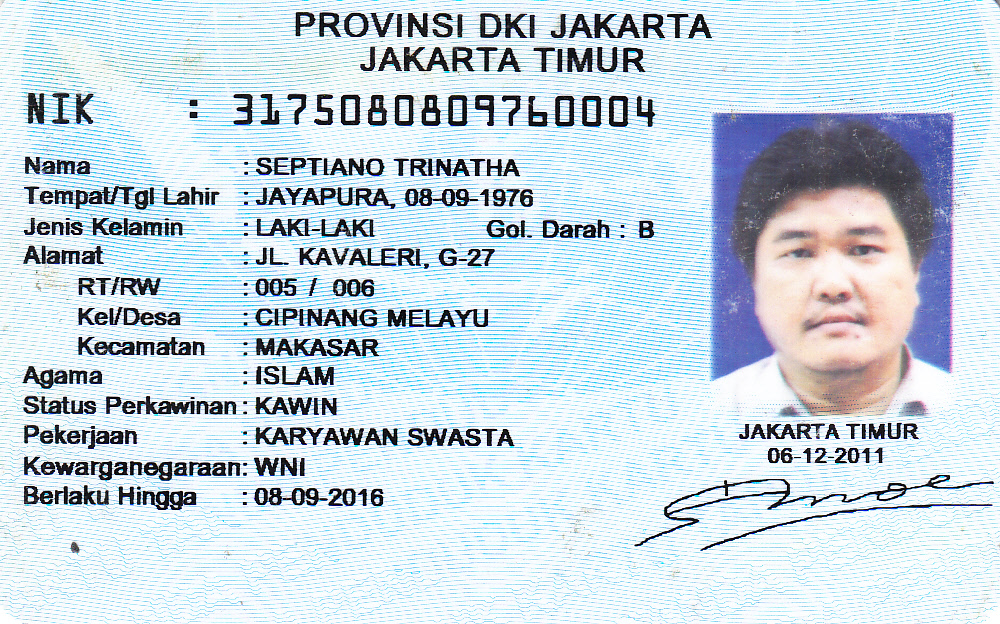 PROVINSI DKI JAKARTA
JAKARTA TIMUR
NIK : 3175080809760004
Nama : SEPTIANO TRINATHA
Tempat/Tgl Lahir : JAYAPURA, 08-09-1976
Jenis Kelamin : LAKI-LAKI Gol. Darah : B
Alamat : JL. KAVALERI, G-27
RT/RW : 005 / 006
Kel/Desa : CIPINANG MELAYU
Kecamatan : MAKASAR
Agama : ISLAM
Status Perkawinan : KAWIN
Pekerjaan : KARYAWAN SWASTA
Kewarganegaraan: WNI
Berlaku Hingga : 08-09-2016
JAKARTA TIMUR
06-12-2011